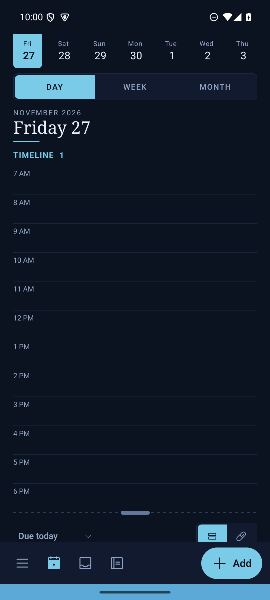 10:00
Fri Sat Sun Mon Tue Wed Thu
27 28 29 30 1 2 3
DAY WEEK MONTH
NOVEMBER 2026
Friday 27
TIMELINE 1
7 AM
8 AM
9 AM
10 AM
11 AM
12 PM
1 PM
2 PM
3 PM
4 PM
5 PM
6 PM
Due today
Add